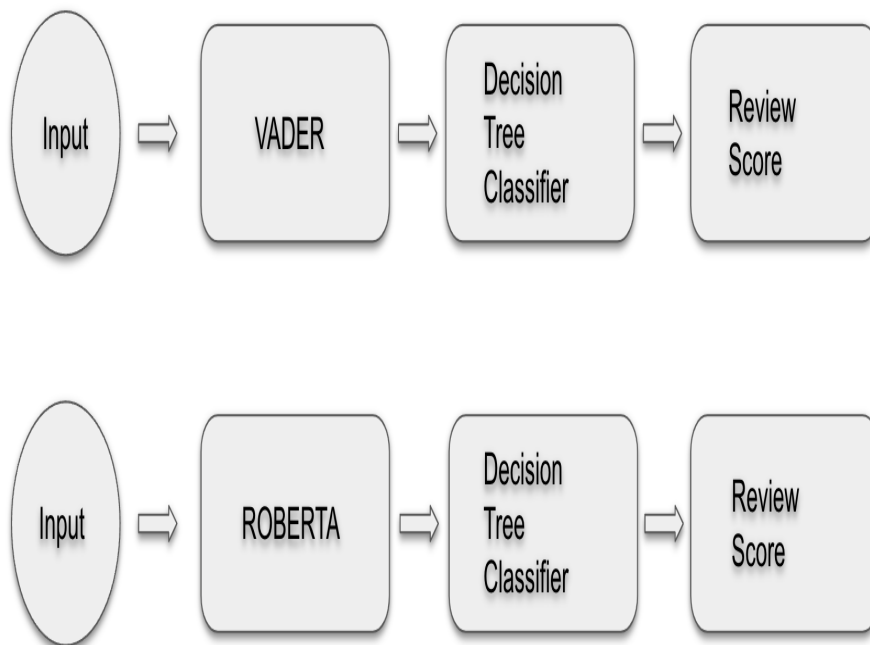 Input
VADER
Decision
Tree
Classifier
Review
Score
Input
ROBERTA
Decision
Tree
Classifier
Review
Score